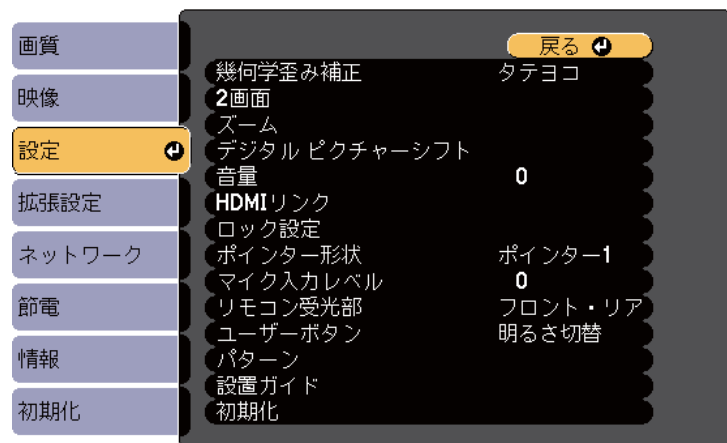 画質
映像
設定
拡張設定
ネットワーク
節電
情報
初期化
戻る
幾何学歪み補正 タテヨコ
2画面
ズーム
デジタル ピクチャーシフト
音量 0
HDMIリンク
ロック設定
ポインター形状 ポインター1
マイク入力レベル 0
リモコン受光部 フロント・リア
ユーザーボタン 明るさ切替
パターン
設置ガイド
初期化